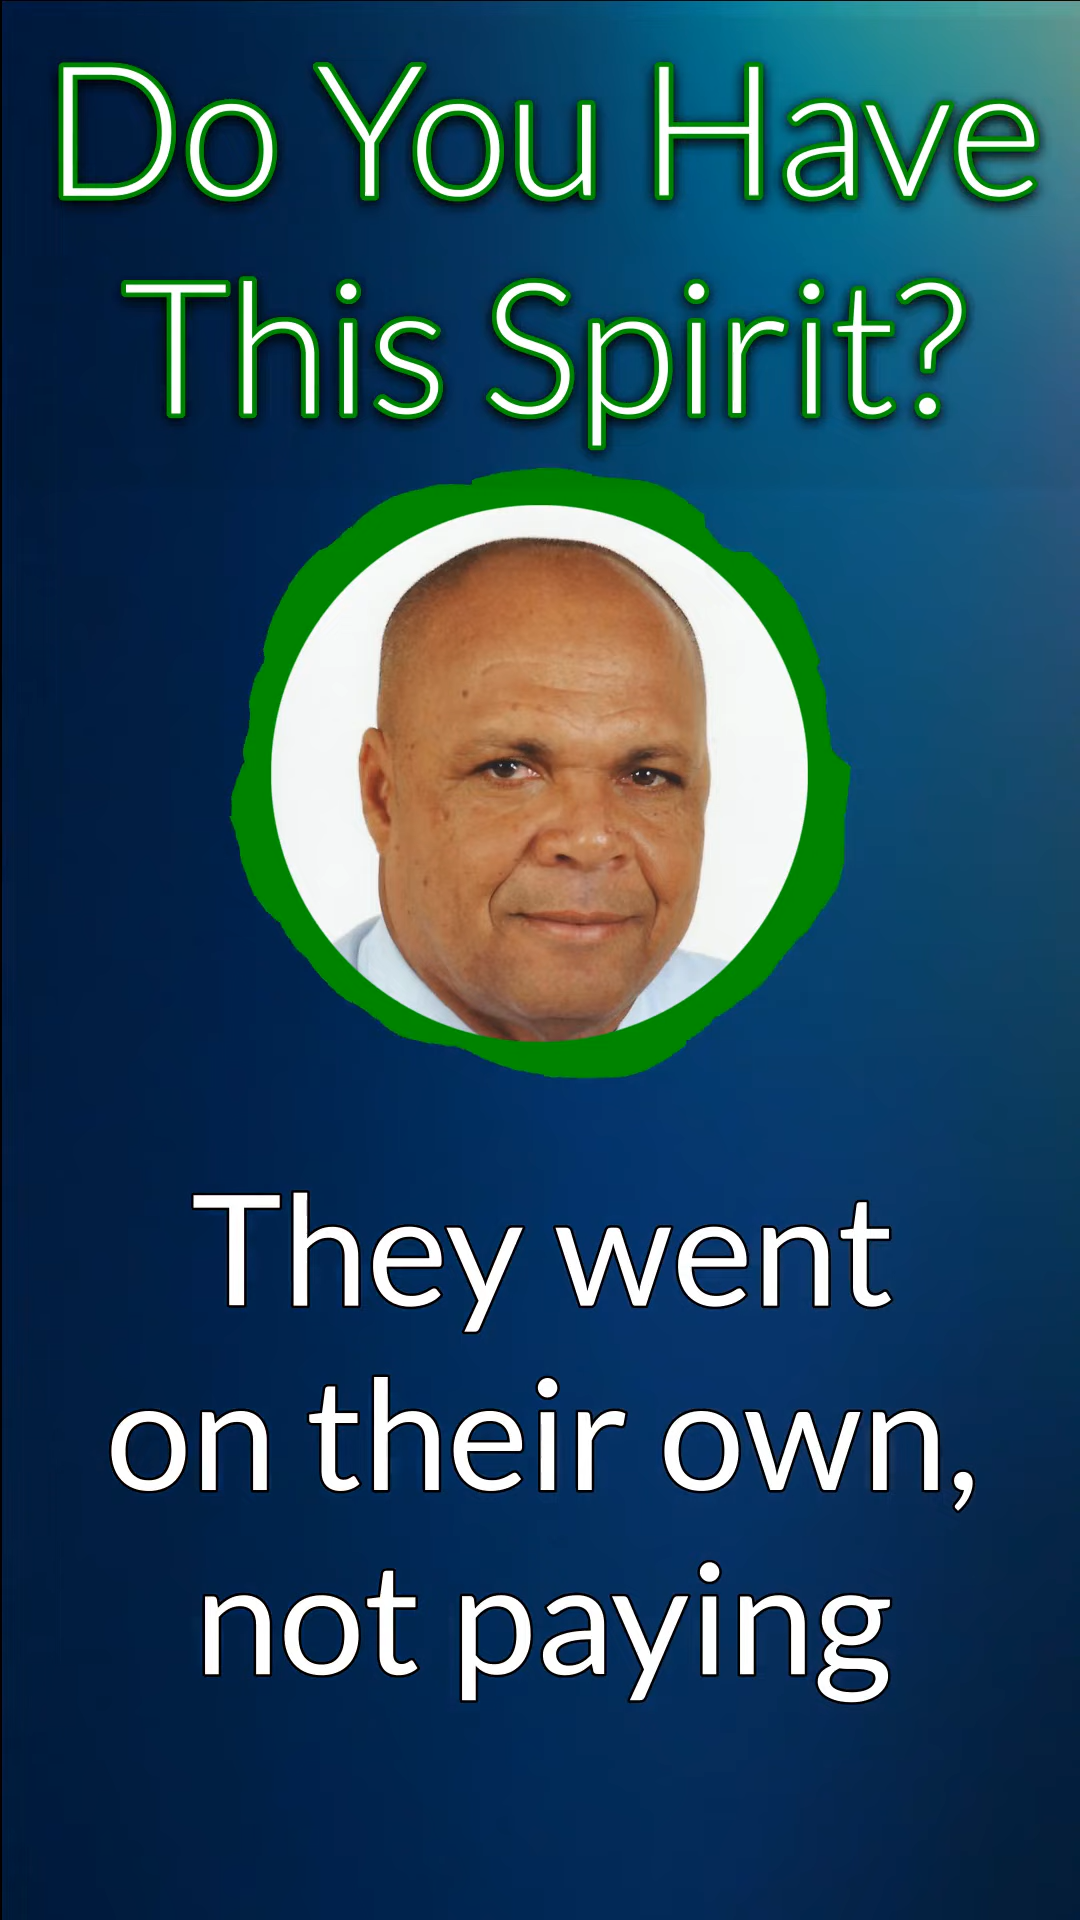 Do You Have
This Spirit?
They went
on their own,
not paying